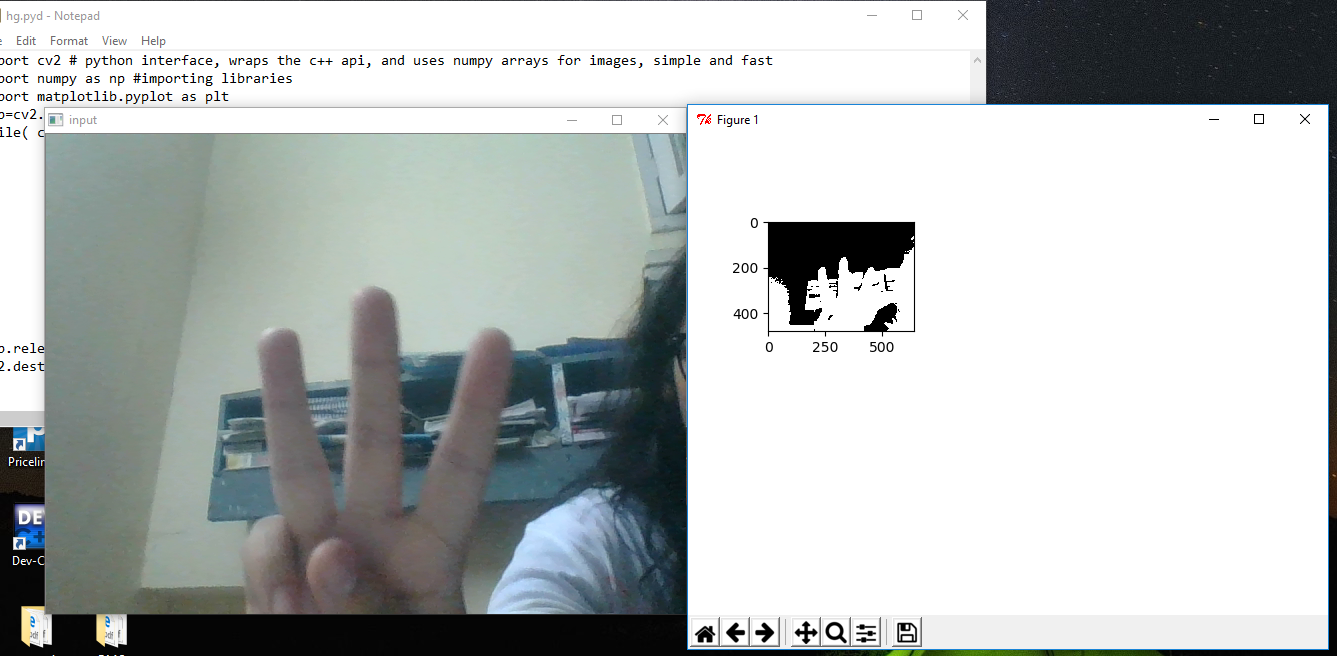 hg.pyd - Notepad
Edit Format View Help
port cv2 # python interface, wraps the c++ api, and uses numpy arrays for images, simple and fast
port numpy as np #importing libraries
port matplotlib.pyplot as plt
p=cv2.
ile( c
input
Figure 1
0
200
400
0 250 500
p.rele
2.dest
Pricelin
DE
C+
Dev-C